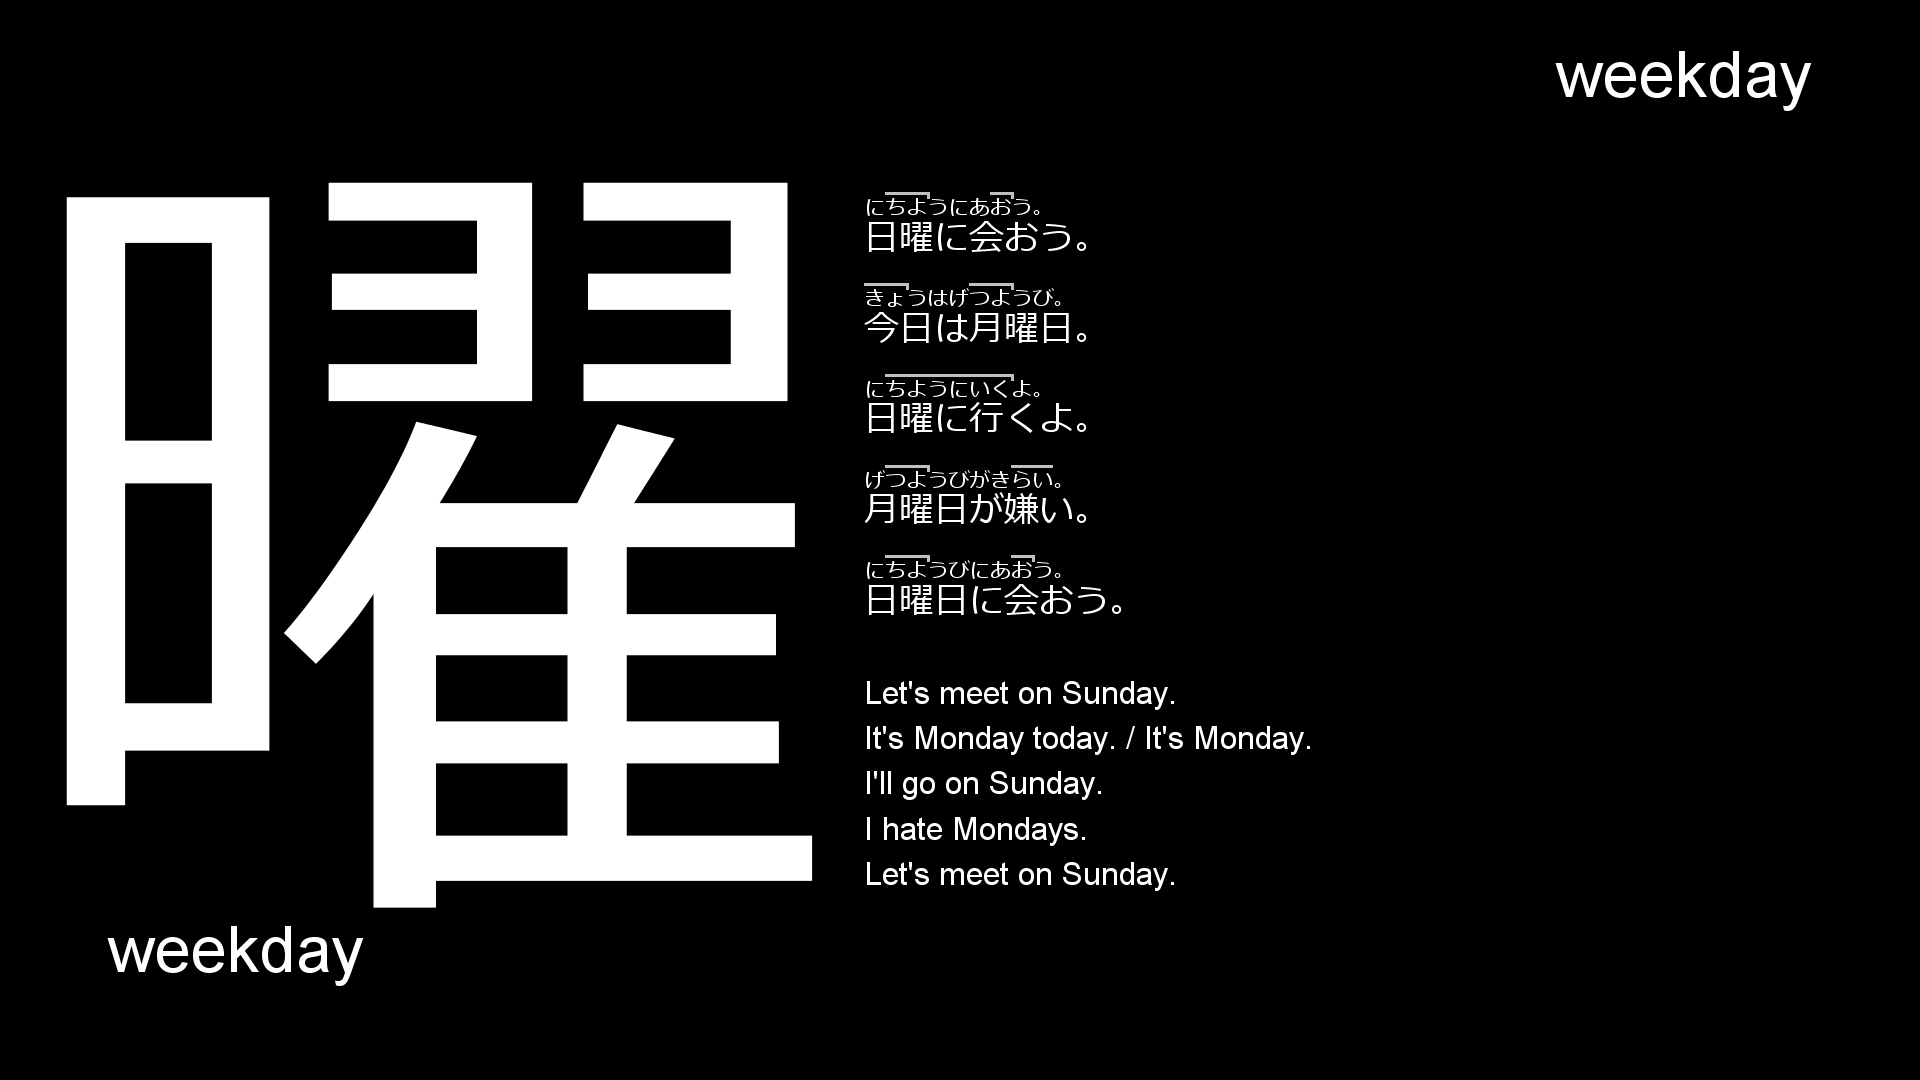 weekday
曜
にちようにあおう。
日曜に会おう。
きょうはげつようび。
今日は月曜日。
にちようにいくよ。
日曜に行くよ。
げつようびがきらい。
月曜日が嫌い。
にちようびにあおう。
日曜日に会おう。
Let's meet on Sunday.
It's Monday today. / It's Monday.
I'll go on Sunday.
I hate Mondays.
Let's meet on Sunday.
weekday